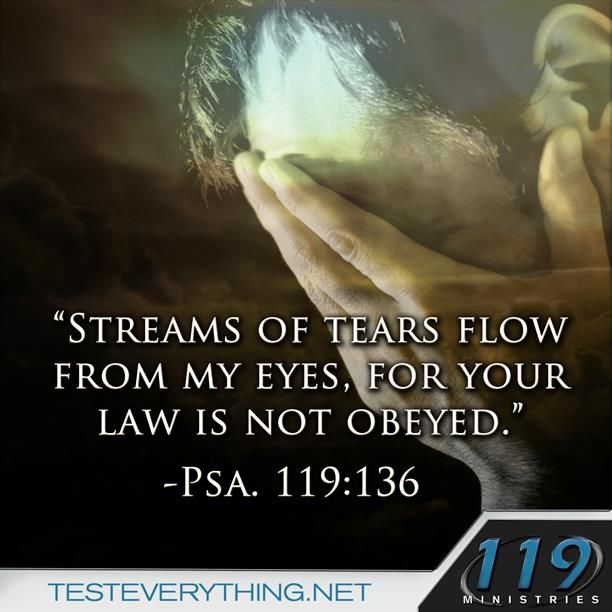 “Streams of tears flow
from my eyes, for your
law is not obeyed.”
-Psa. 119:136
TESTEVERYTHING.NET
119
MINISTRIES